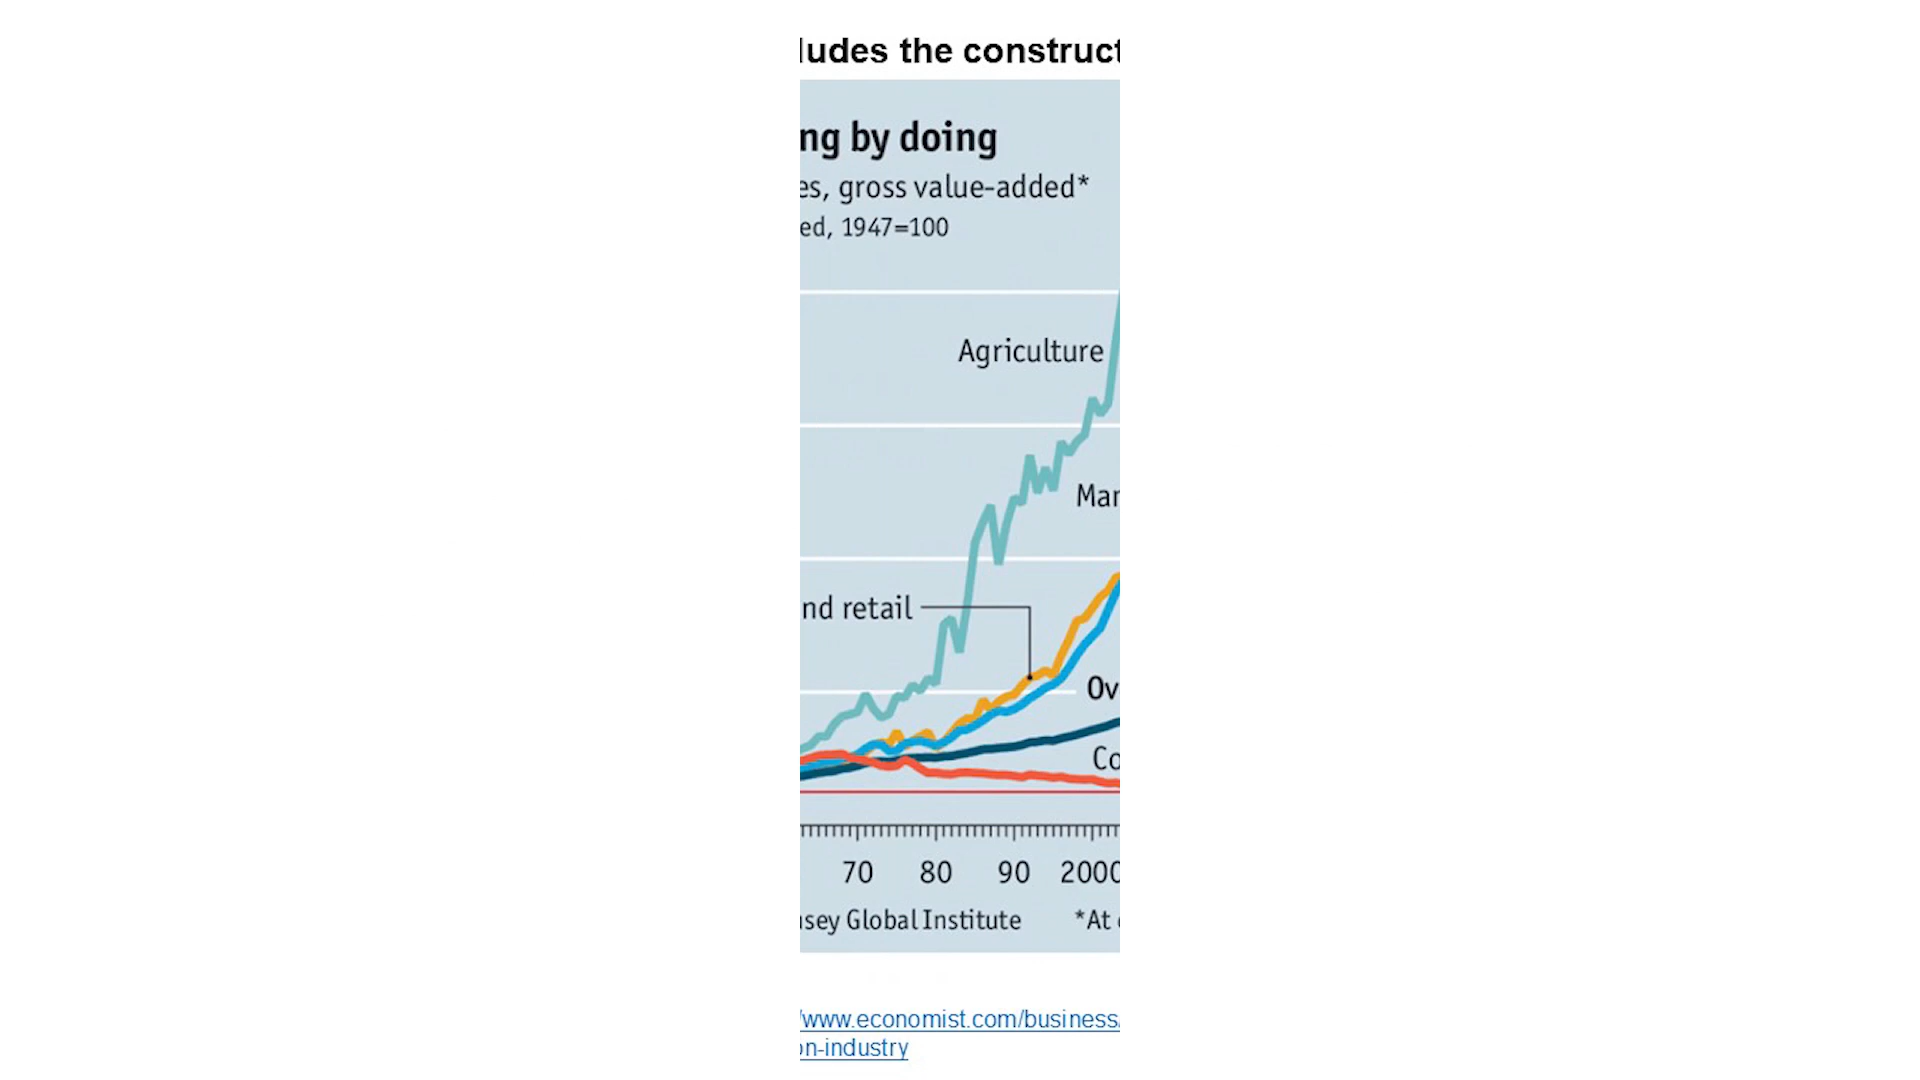 ludes the construct
ng by doing
es, gross value-added*
ed, 1947=100
Agriculture
Mar
nd retail
Ov
Co
70 80 90 2000
sey Global Institute *At
/www.economist.com/business/
on-industry